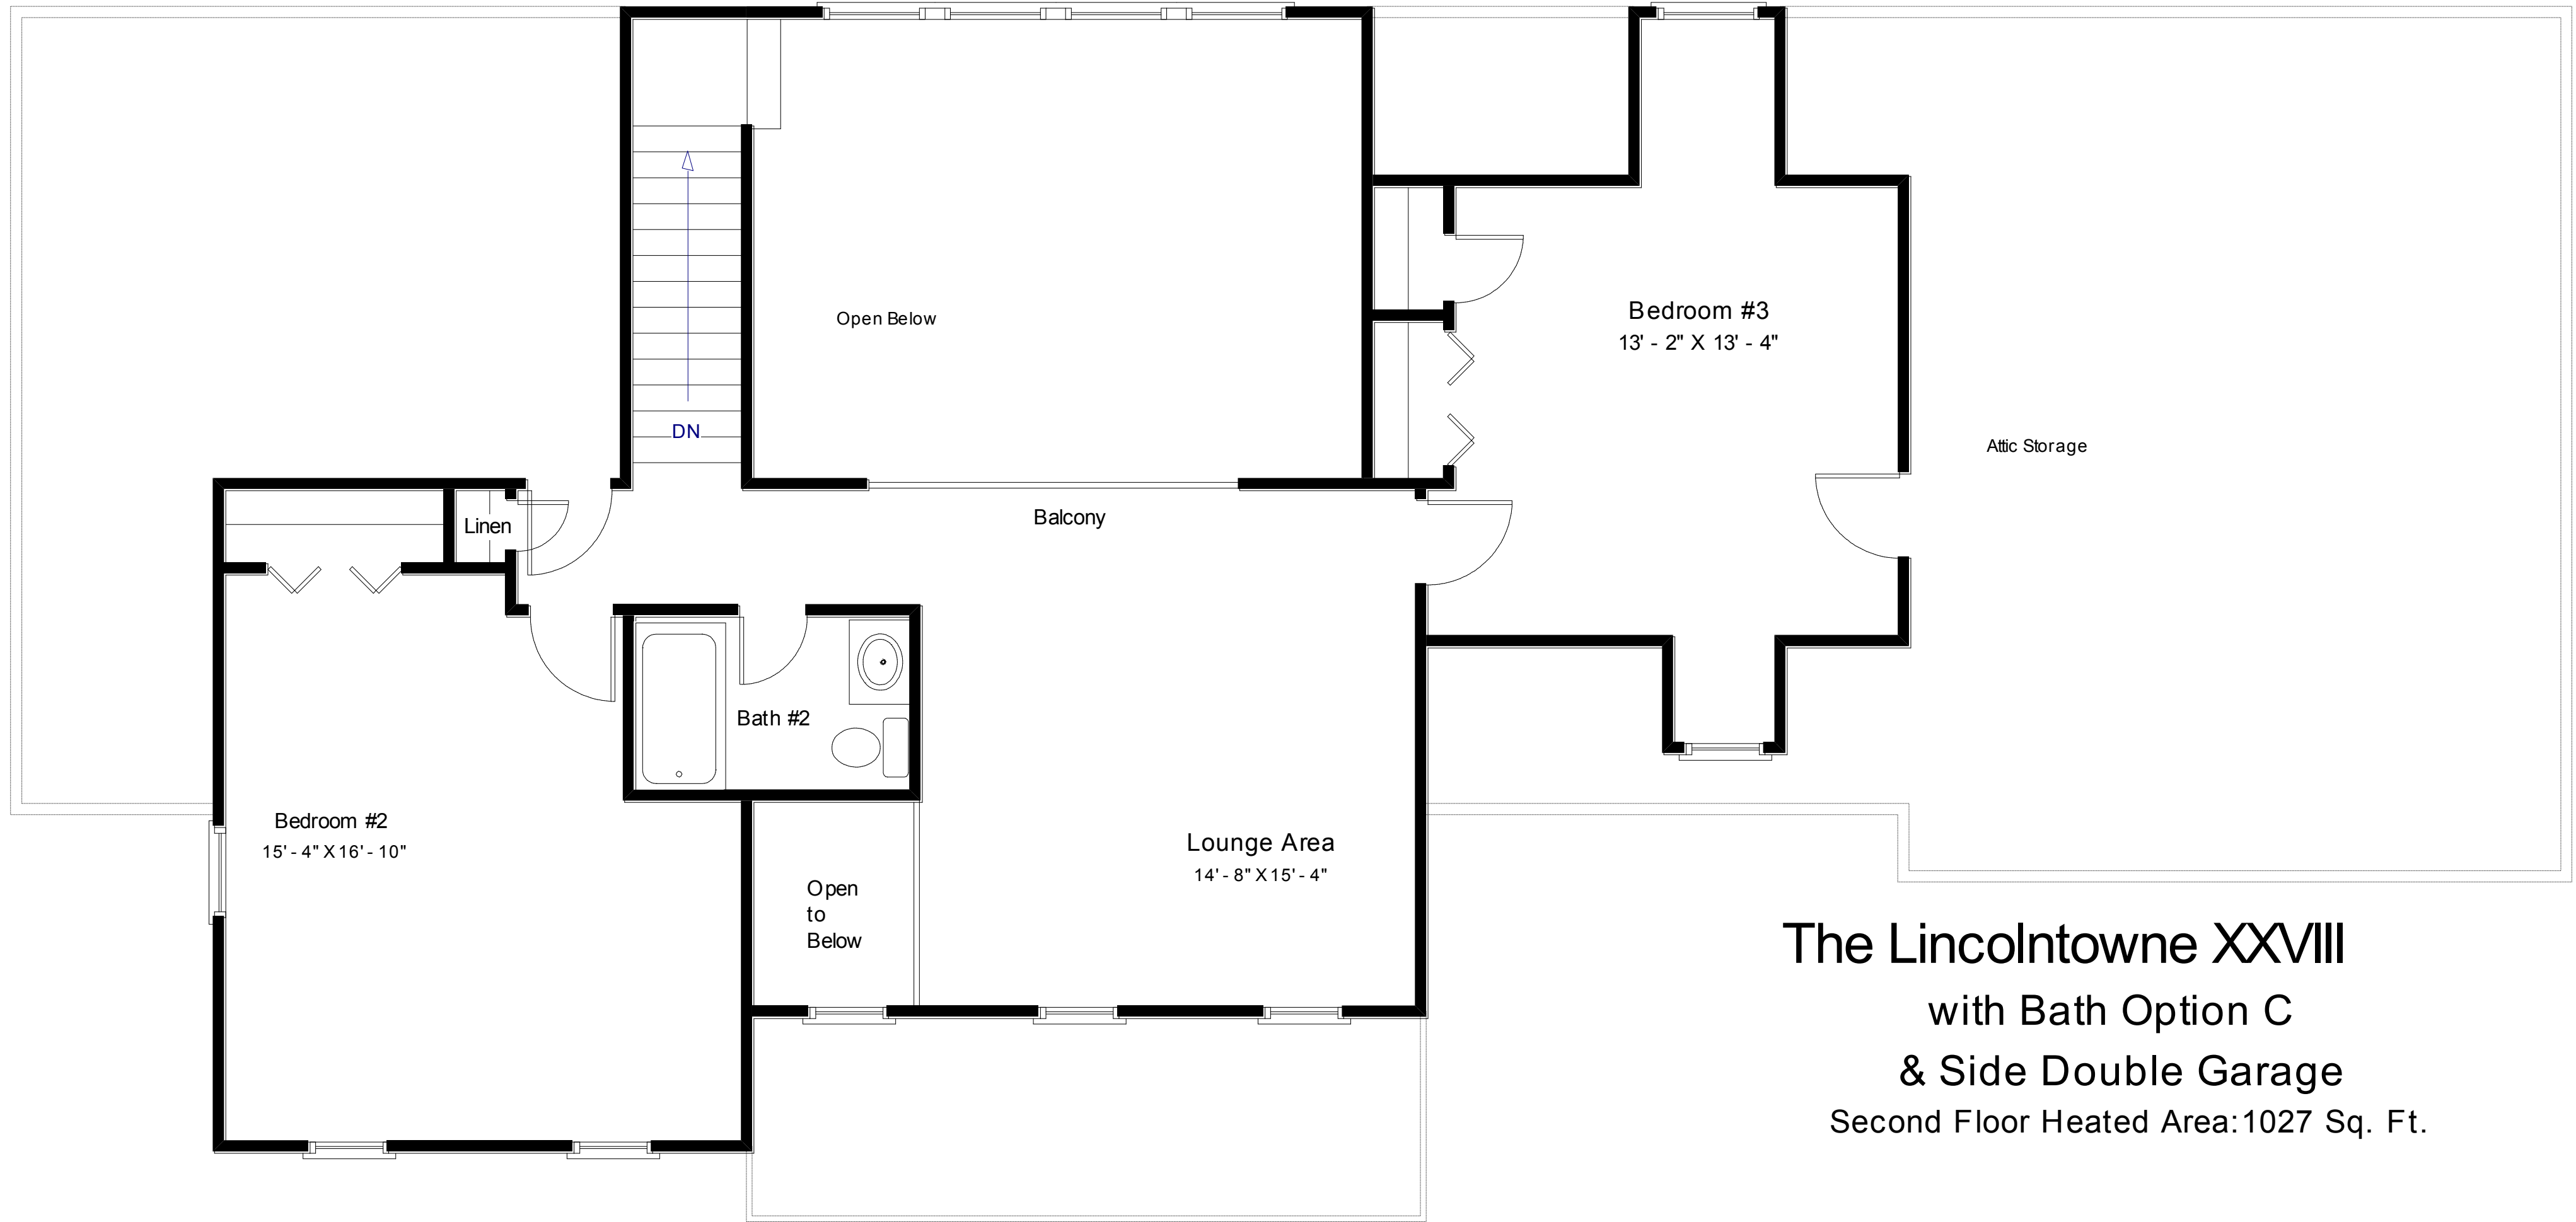 Open Below
Bedroom #3
13' - 2" X 13' - 4"
DN
Attic Storage
Linen
Balcony
Bath #2
Bedroom #2
15' - 4" X 16' - 10"
Lounge Area
14' - 8" X 15' - 4"
Open
to
Below
The Lincolntowne XXVIII
with Bath Option C
& Side Double Garage
Second Floor Heated Area:1027 Sq. Ft.